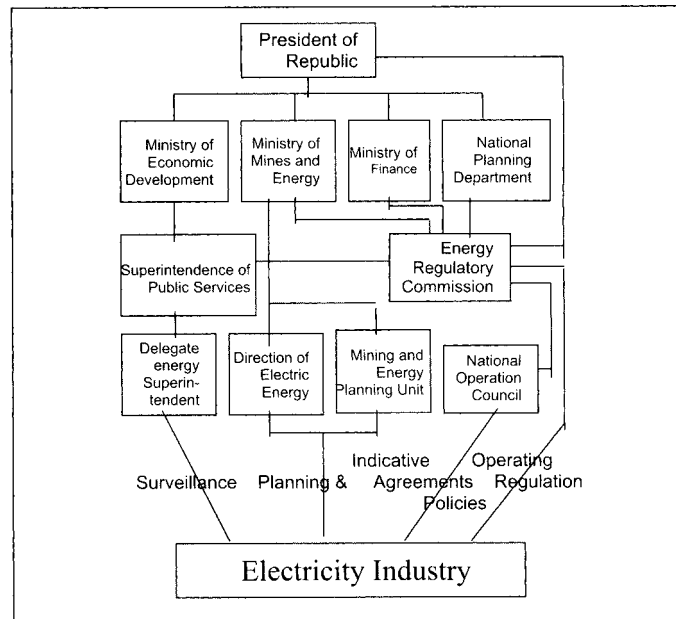 President of
Republic
Ministry of
Economic
Development
Ministry of
Mines and
Energy
Ministry of
Finance
National
Planning
Department
Superintendence of
Public Services
Energy
Regulatory
Commission
Delegate
energy
Superin-
tendent
Direction of
Electric
Energy
Mining and
Energy
Planning Unit
National
Operation
Council
Indicative Operating
Surveillance Planning & Agreements Regulation
Policies
Electricity Industry